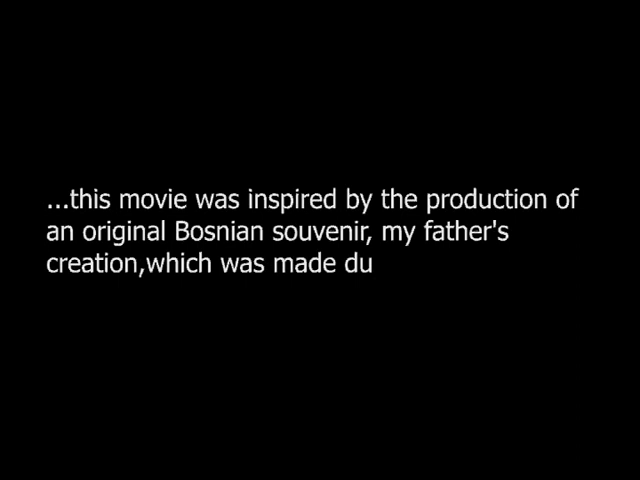 ...this movie was inspired by the production of
an original Bosnian souvenir, my father's
creation,which was made du